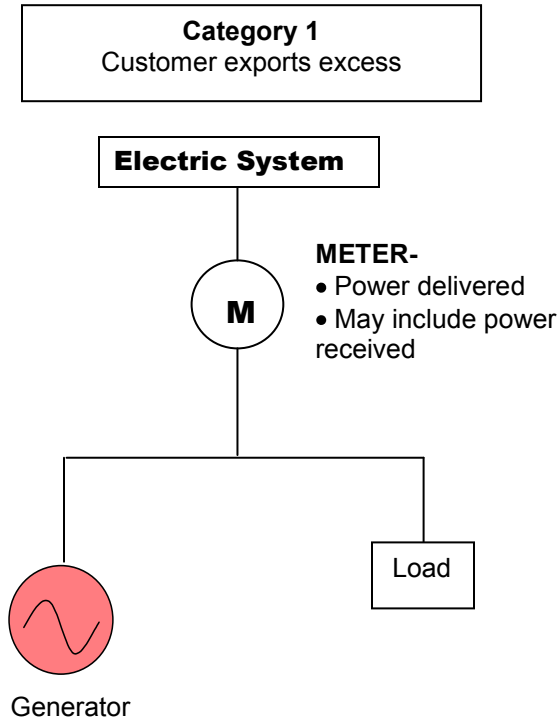 Category 1
Customer exports excess
Electric System
M
METER-
• Power delivered
• May include power
received
Load
Generator